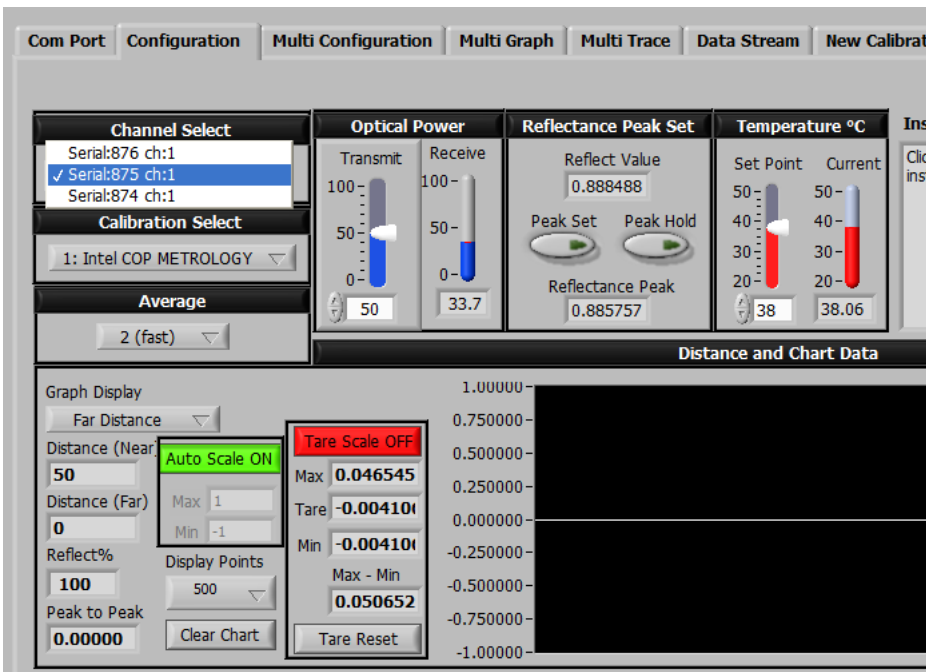 Com Port Configuration Multi Configuration Multi Graph Multi Trace Data Stream New Calibrat
Channel Select
Serial:876 ch:1
✓ Serial:875 ch:1
Serial:874 ch:1
Calibration Select
1: Intel COP METROLOGY
Average
2 (fast)
Optical Power
Transmit Receive
100 100
50 50
0 0
50 33.7
Reflectance Peak Set
Reflect Value
0.888488
Peak Set Peak Hold
Reflectance Peak
0.885757
Temperature ºC
Set Point Current
50 50
40 40
30 30
20 20
38 38.06
Ins
Clic
ins
Distance and Chart Data
Graph Display
Far Distance
Distance (Near
50
Distance (Far)
0
Reflect%
100
Peak to Peak
0.00000
Auto Scale ON
Max 1
Min -1
Display Points
500
Clear Chart
Tare Scale OFF
Max 0.046545
Tare -0.00410
Min -0.00410
Max - Min
0.050652
Tare Reset
1.00000
0.750000
0.500000
0.250000
0.000000
-0.250000
-0.500000
-0.750000
-1.00000